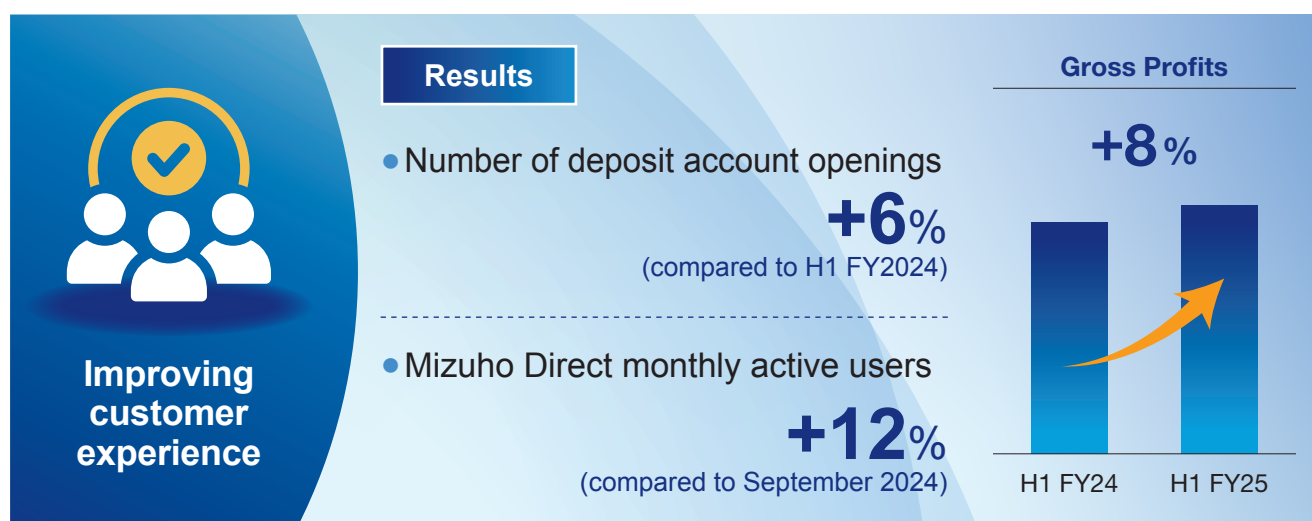 Improving
customer
experience
Results
●Number of deposit account openings
+6%
(compared to H1 FY2024)
●Mizuho Direct monthly active users
+12%
(compared to September 2024)
Gross Profits
+8%
H1 FY24 H1 FY25